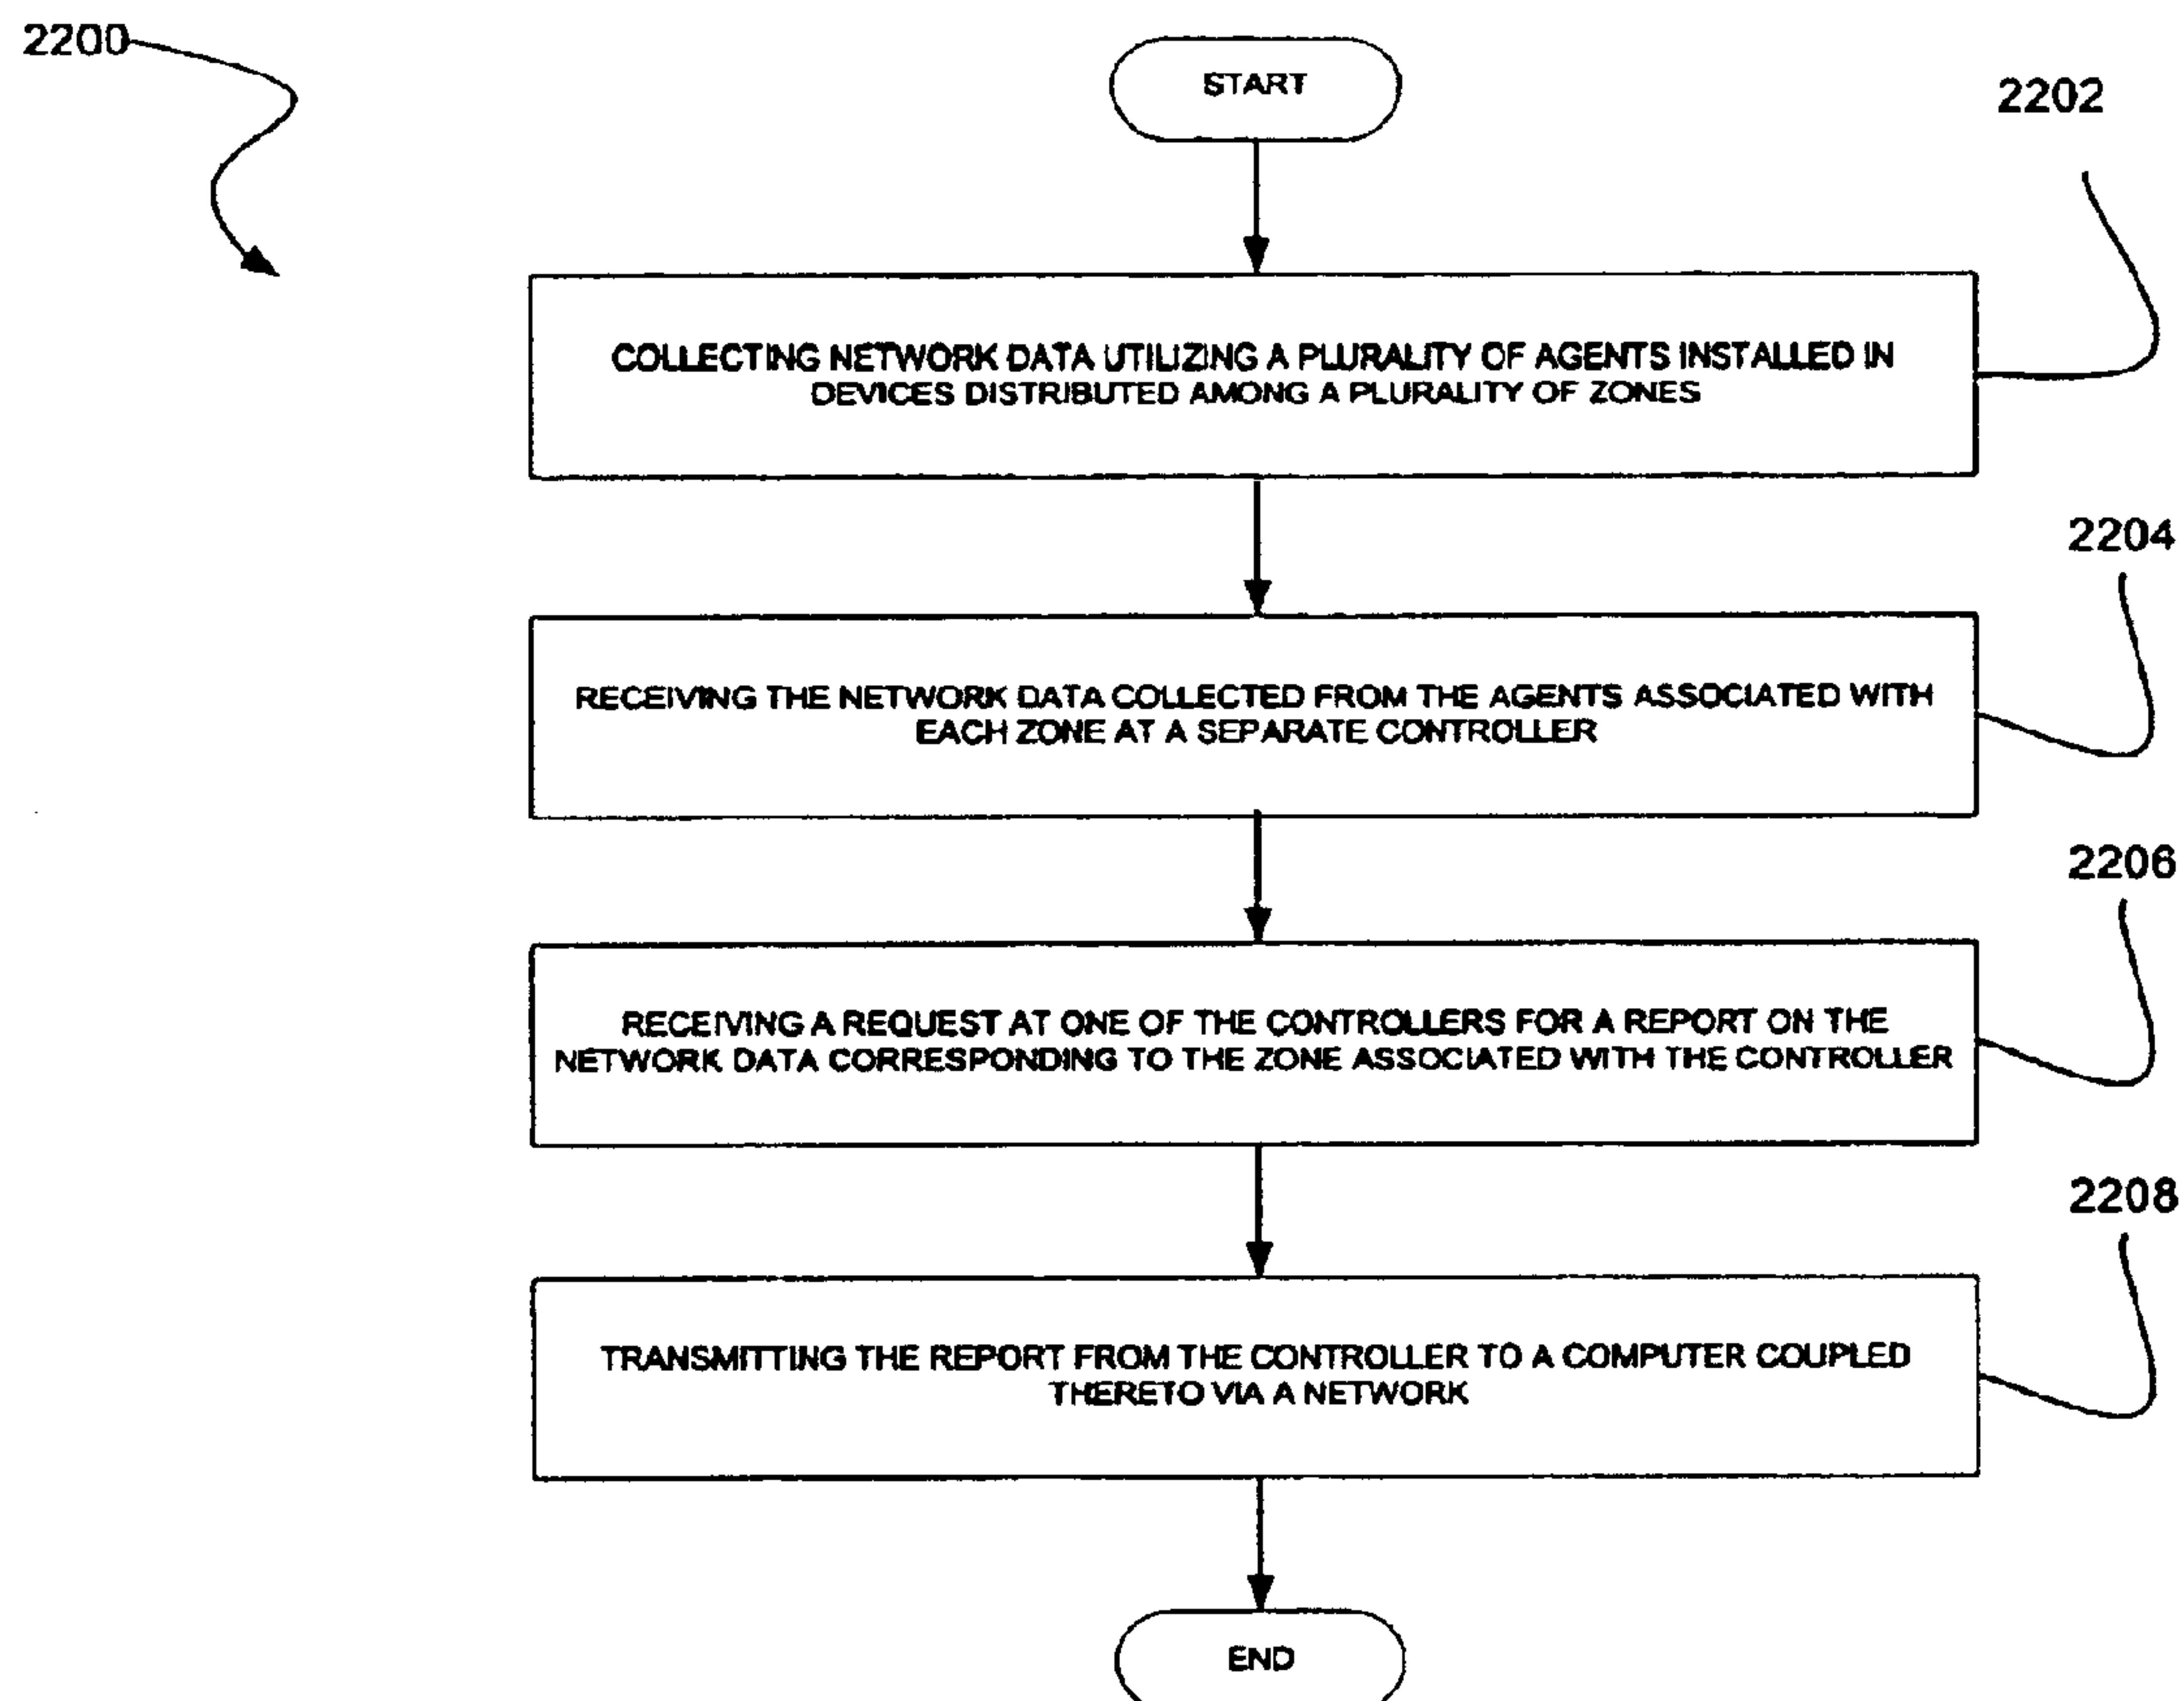 2200
START
2202
COLLECTING NETWORK DATA UTILIZING A PLURALITY OF AGENTS INSTALLED IN
DEVICES DISTRIBUTED AMONG A PLURALITY OF ZONES
2204
RECEIVING THE NETWORK DATA COLLECTED FROM THE AGENTS ASSOCIATED WITH
EACH ZONE AT A SEPARATE CONTROLLER
2206
RECEIVING A REQUEST AT ONE OF THE CONTROLLERS FOR A REPORT ON THE
NETWORK DATA CORRESPONDING TO THE ZONE ASSOCIATED WITH THE CONTROLLER
2208
TRANSMITTING THE REPORT FROM THE CONTROLLER TO A COMPUTER COUPLED
THERETO VIA A NETWORK
END